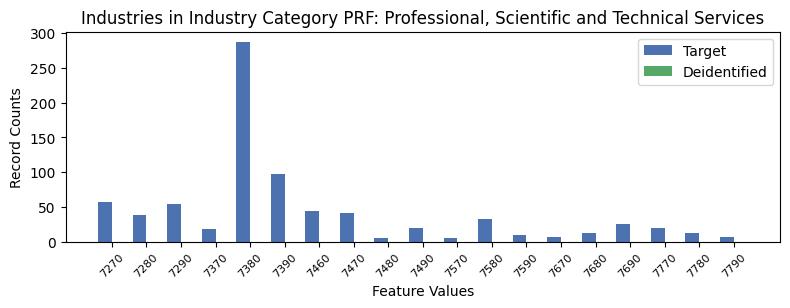 Industries in Industry Category PRF: Professional, Scientific and Technical Services
Target
Deidentified
Record Counts
300
250
200
150
100
50
0
7270 7280 7290 7370 7380 7390 7460 7470 7480 7490 7570 7580 7590 7670 7680 7690 7770 7780 7790
Feature Values